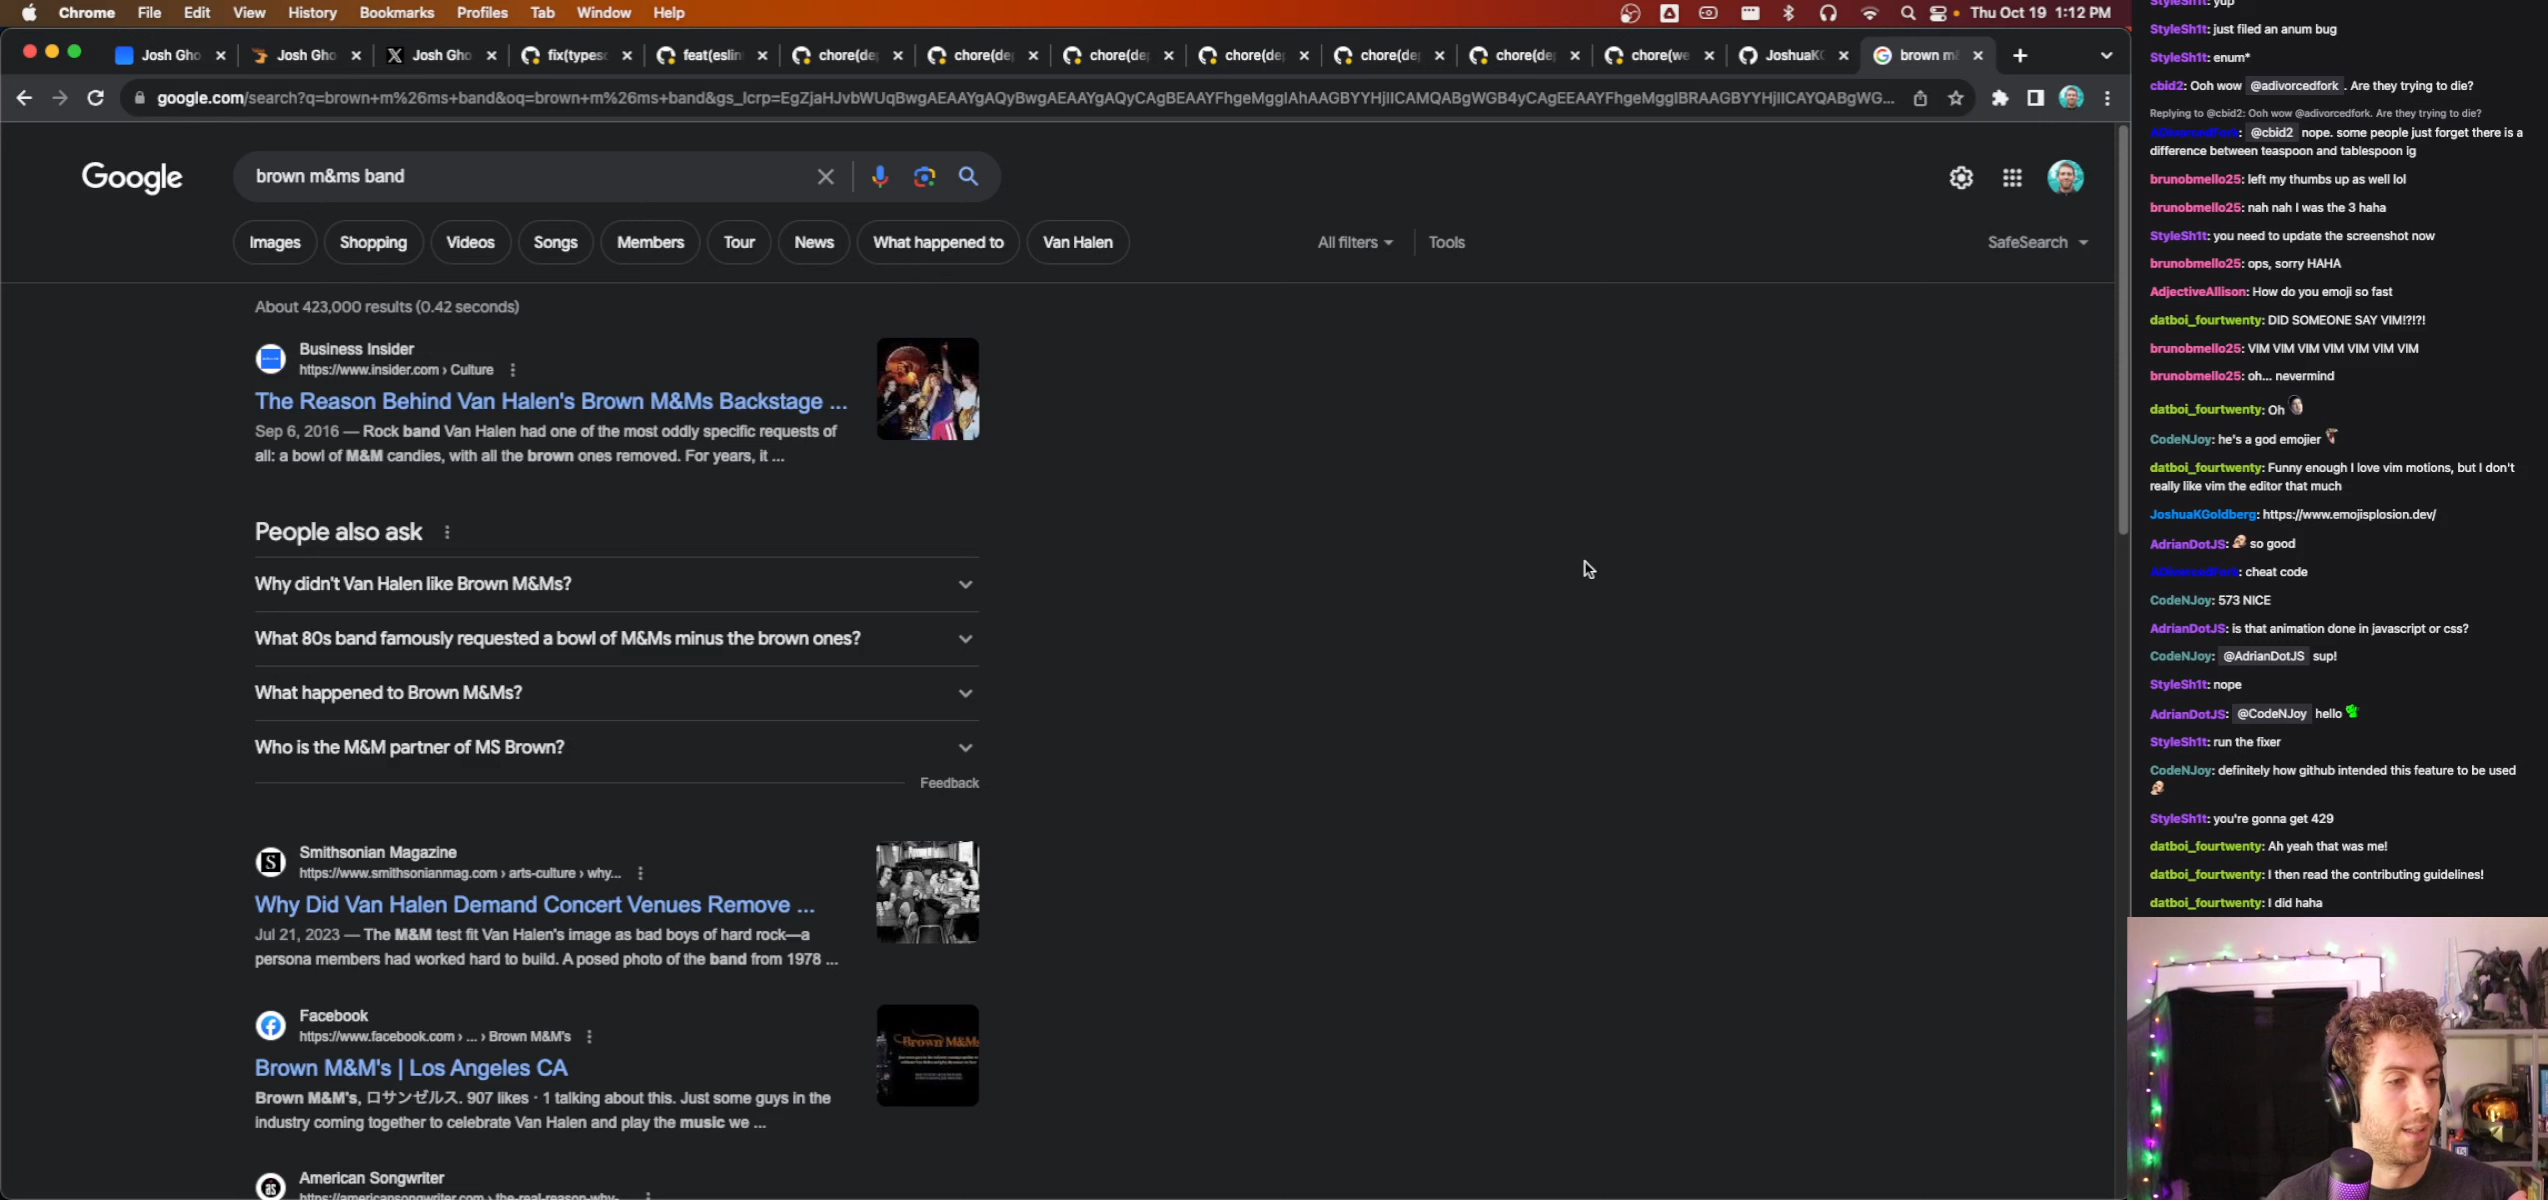 Chrome File Edit View History Bookmarks Profiles Tab Window Help
Thu Oct 19 1:12 PM
Josh Gho
Josh Gho
Josh Gho
fix(types
feat(eslin
chore(de
chore(de
chore(de
chore(de
chore(de
chore(de
chore(we
JoshuaK
brown m
Google
brown m&ms band
Images
Shopping
Videos
Songs
Members
Tour
News
What happened to
Van Halen
All filters
Tools
SafeSearch
About 423,000 results (0.42 seconds)
Business Insider
https://www.insider.com › Culture
The Reason Behind Van Halen's Brown M&Ms Backstage ...
Sep 6, 2016 — Rock band Van Halen had one of the most oddly specific requests of
all: a bowl of M&M candies, with all the brown ones removed. For years, it ...
People also ask
Why didn't Van Halen like Brown M&Ms?
What 80s band famously requested a bowl of M&Ms minus the brown ones?
What happened to Brown M&Ms?
Who is the M&M partner of MS Brown?
Feedback
Smithsonian Magazine
https://www.smithsonianmag.com › arts-culture › why...
Why Did Van Halen Demand Concert Venues Remove ...
Jul 21, 2023 — The M&M test fit Van Halen's image as bad boys of hard rock—a
persona members had worked hard to build. A posed photo of the band from 1978 ...
Facebook
https://www.facebook.com › ... › Brown M&M's
Brown M&M's | Los Angeles CA
Brown M&M's, ロサンゼルス. 907 likes · 1 talking about this. Just some guys in the
industry coming together to celebrate Van Halen and play the music we ...
Brown M&Ms
American Songwriter
https://americansongwriter.com › the-real-reason-why-
StyleSh1t: yup
StyleSh1t: just filed an anum bug
StyleSh1t: enum*
cbid2: Ooh wow @adivorcedfork . Are they trying to die?
Replying to @cbid2: Ooh wow @adivorcedfork. Are they trying to die?
ADivorcedFork: @cbid2 nope. some people just forget there is a
difference between teaspoon and tablespoon ig
brunobmello25: left my thumbs up as well lol
brunobmello25: nah nah I was the 3 haha
StyleSh1t: you need to update the screenshot now
brunobmello25: ops, sorry HAHA
AdjectiveAllison: How do you emoji so fast
datboi_fourtwenty: DID SOMEONE SAY VIM!?!?!
brunobmello25: VIM VIM VIM VIM VIM VIM VIM
brunobmello25: oh... nevermind
datboi_fourtwenty: Oh
CodeNJoy: he's a god emojier
datboi_fourtwenty: Funny enough I love vim motions, but I don't
really like vim the editor that much
JoshuaKGoldberg: https://www.emojisplosion.dev/
AdrianDotJS: so good
ADivorcedFork: cheat code
CodeNJoy: 573 NICE
AdrianDotJS: is that animation done in javascript or css?
CodeNJoy: @AdrianDotJS sup!
StyleSh1t: nope
AdrianDotJS: @CodeNJoy hello
StyleSh1t: run the fixer
CodeNJoy: definitely how github intended this feature to be used
StyleSh1t: you're gonna get 429
datboi_fourtwenty: Ah yeah that was me!
datboi_fourtwenty: I then read the contributing guidelines!
datboi_fourtwenty: I did haha